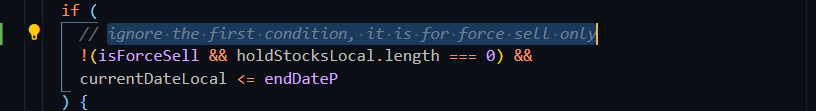 if (
// ignore the first condition, it is for force sell only
!(isForceSell && holdStocksLocal.length === 0) &&
currentDateLocal <= endDateP
) {